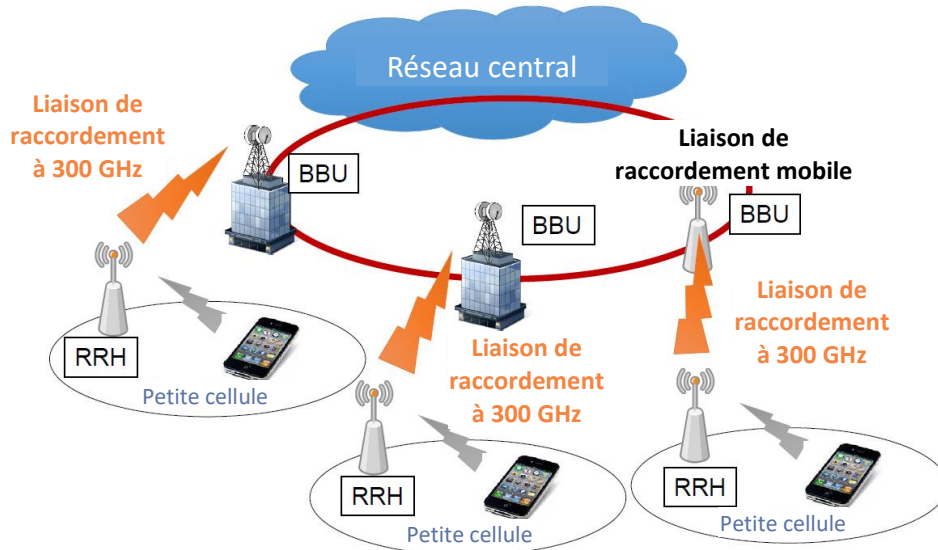 Réseau central
Liaison de
raccordement
à 300 GHz
BBU
Liaison de
raccordement mobile
BBU
BBU
Liaison de
raccordement
à 300 GHz
Liaison de
raccordement
à 300 GHz
RRH
Petite cellule
RRH
Petite cellule
RRH
Petite cellule